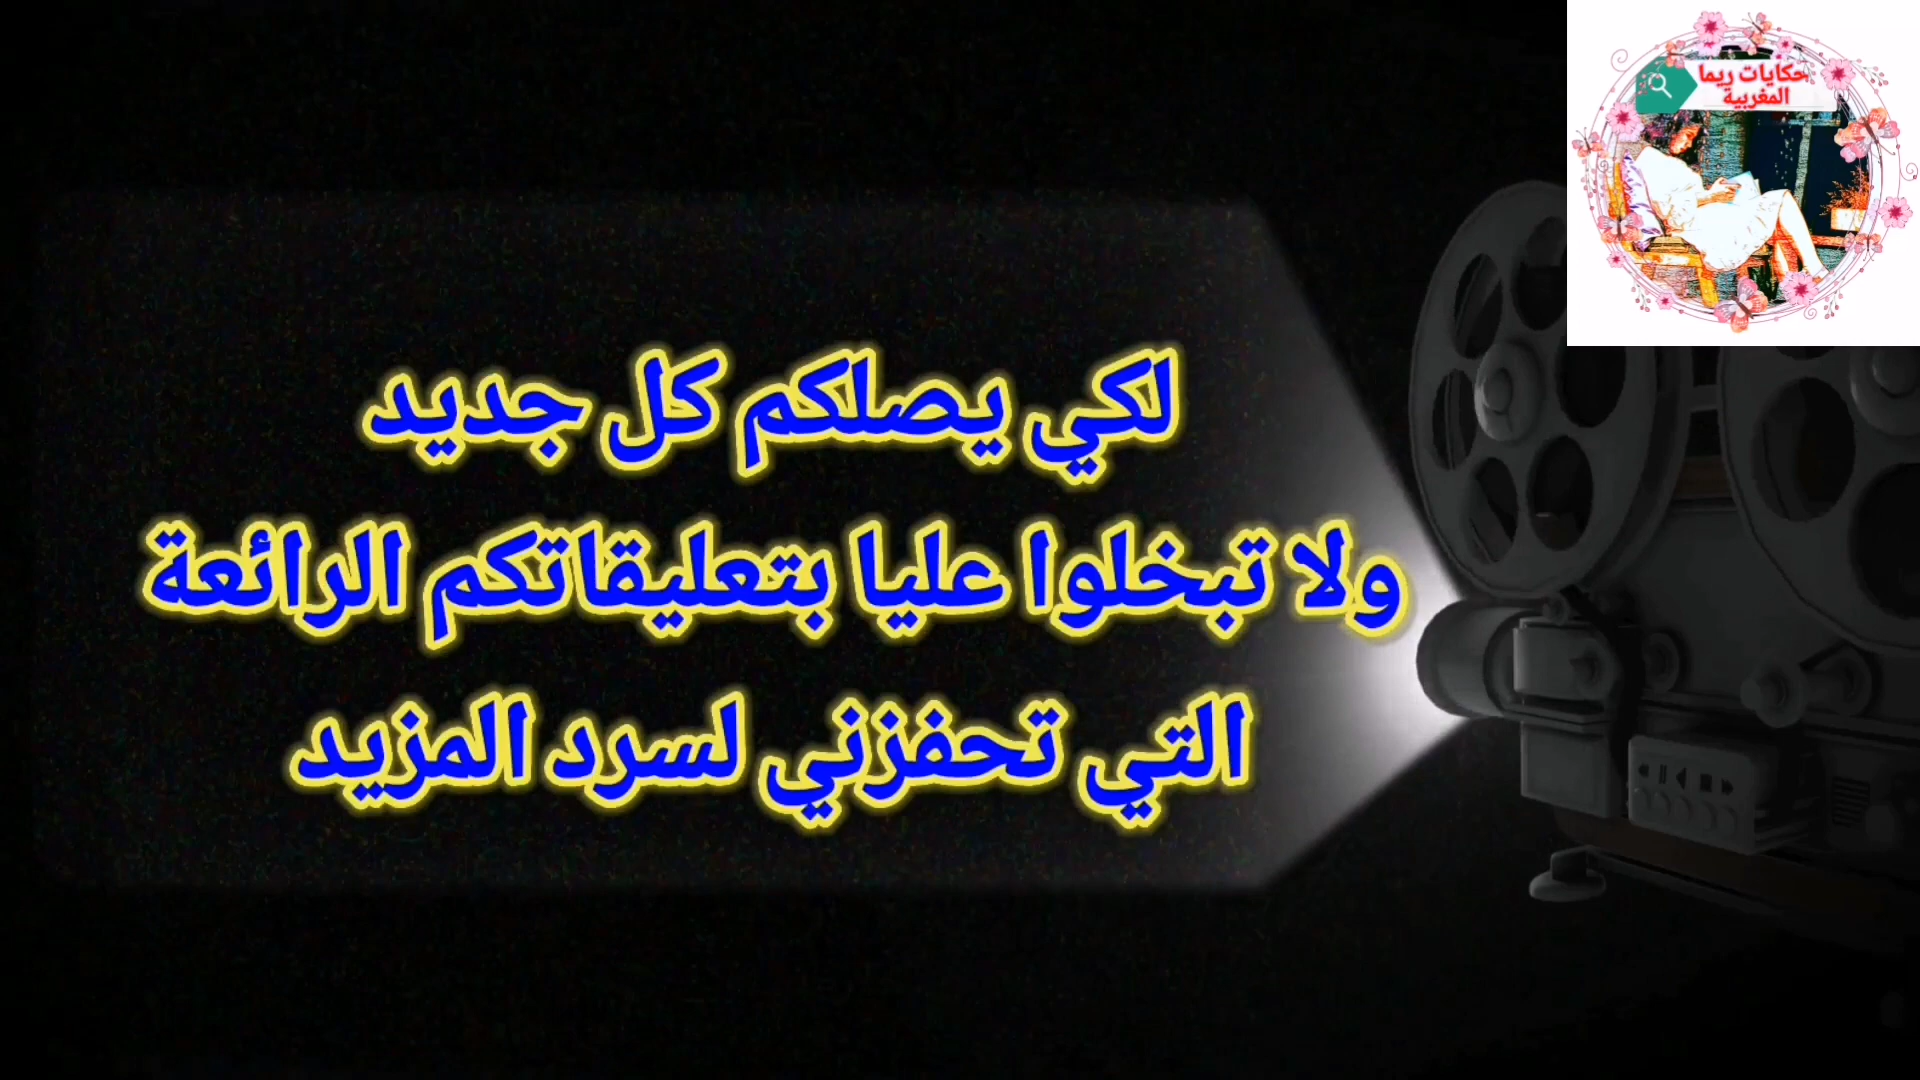 حكايات ريما
المغربية
لكي يصلكم كل جديد
ولا تبخلوا عليا بتعليقاتكم الرائعة
التي تحفزني لسرد المزيد